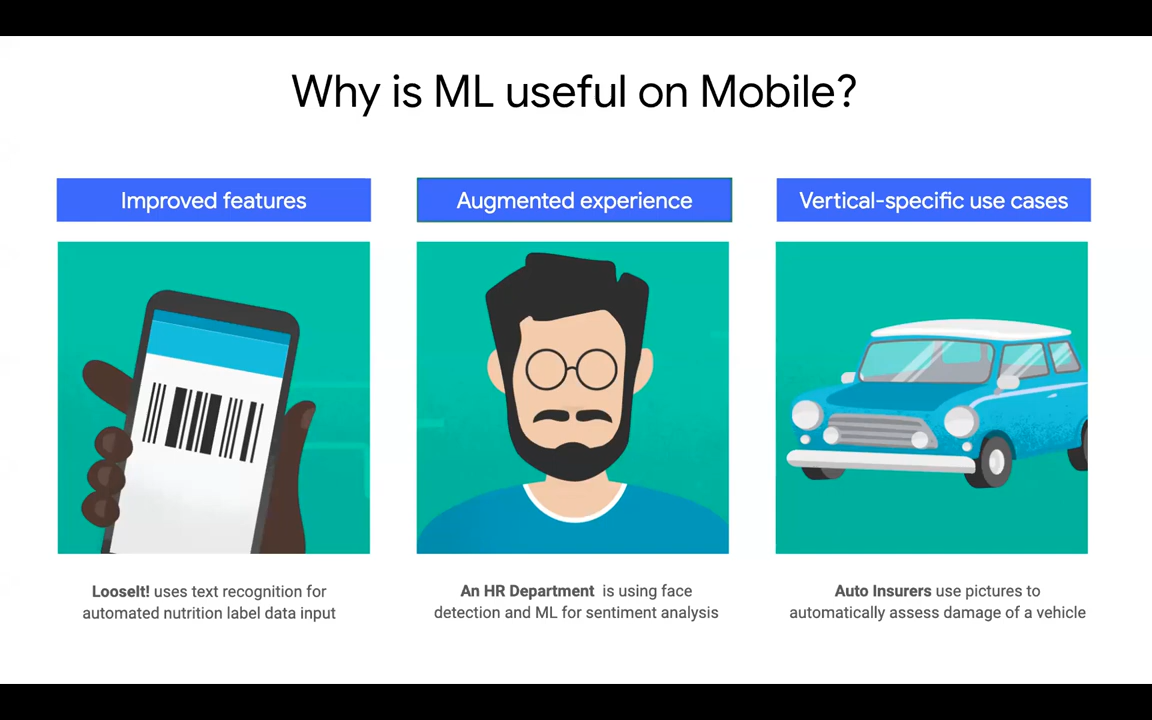 Why is ML useful on Mobile?
Improved features
Augmented experience
Vertical-specific use cases
LooseIt! uses text recognition for
automated nutrition label data input
An HR Department is using face
detection and ML for sentiment analysis
Auto Insurers use pictures to
automatically assess damage of a vehicle